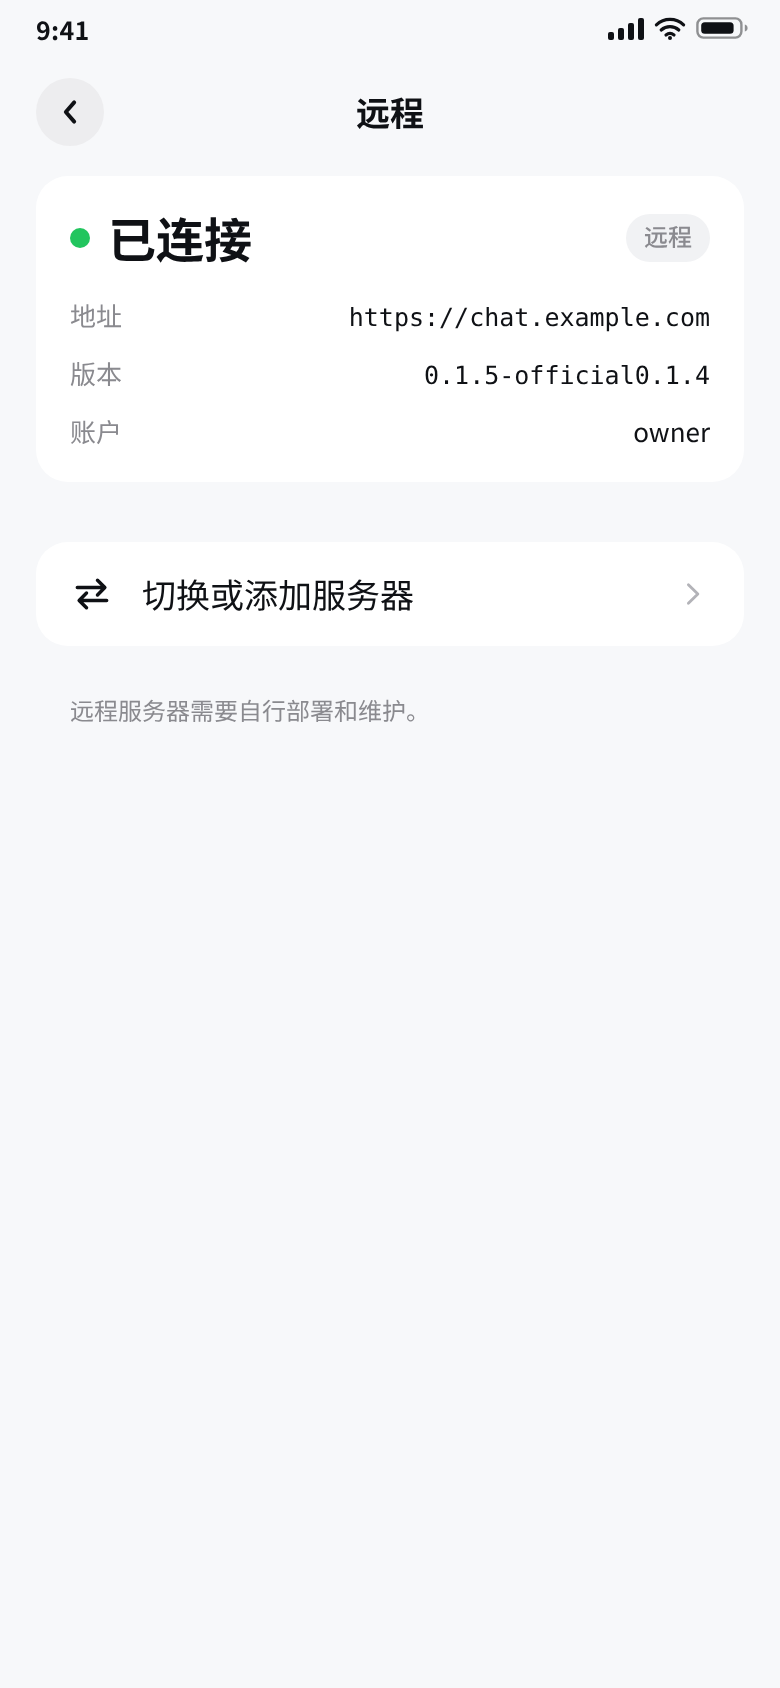 9:41
远程
已连接 远程
地址 https://chat.example.com
版本 0.1.5-official0.1.4
账户 owner
切换或添加服务器
远程服务器需要自行部署和维护。